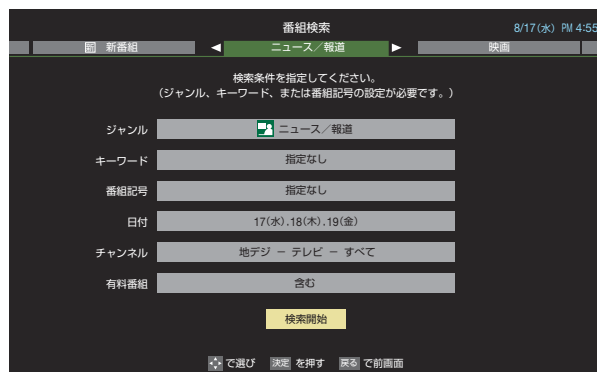 番組検索
8/17(水) PM 4:55
新番組
ニュース／報道
映画
検索条件を指定してください。
(ジャンル、キーワード、または番組記号の設定が必要です。)
ジャンル ニュース／報道
キーワード 指定なし
番組記号 指定なし
日付 17(水).18(木).19(金)
チャンネル 地デジ － テレビ － すべて
有料番組 含む
検索開始
で選び 決定 を押す 戻る で前画面